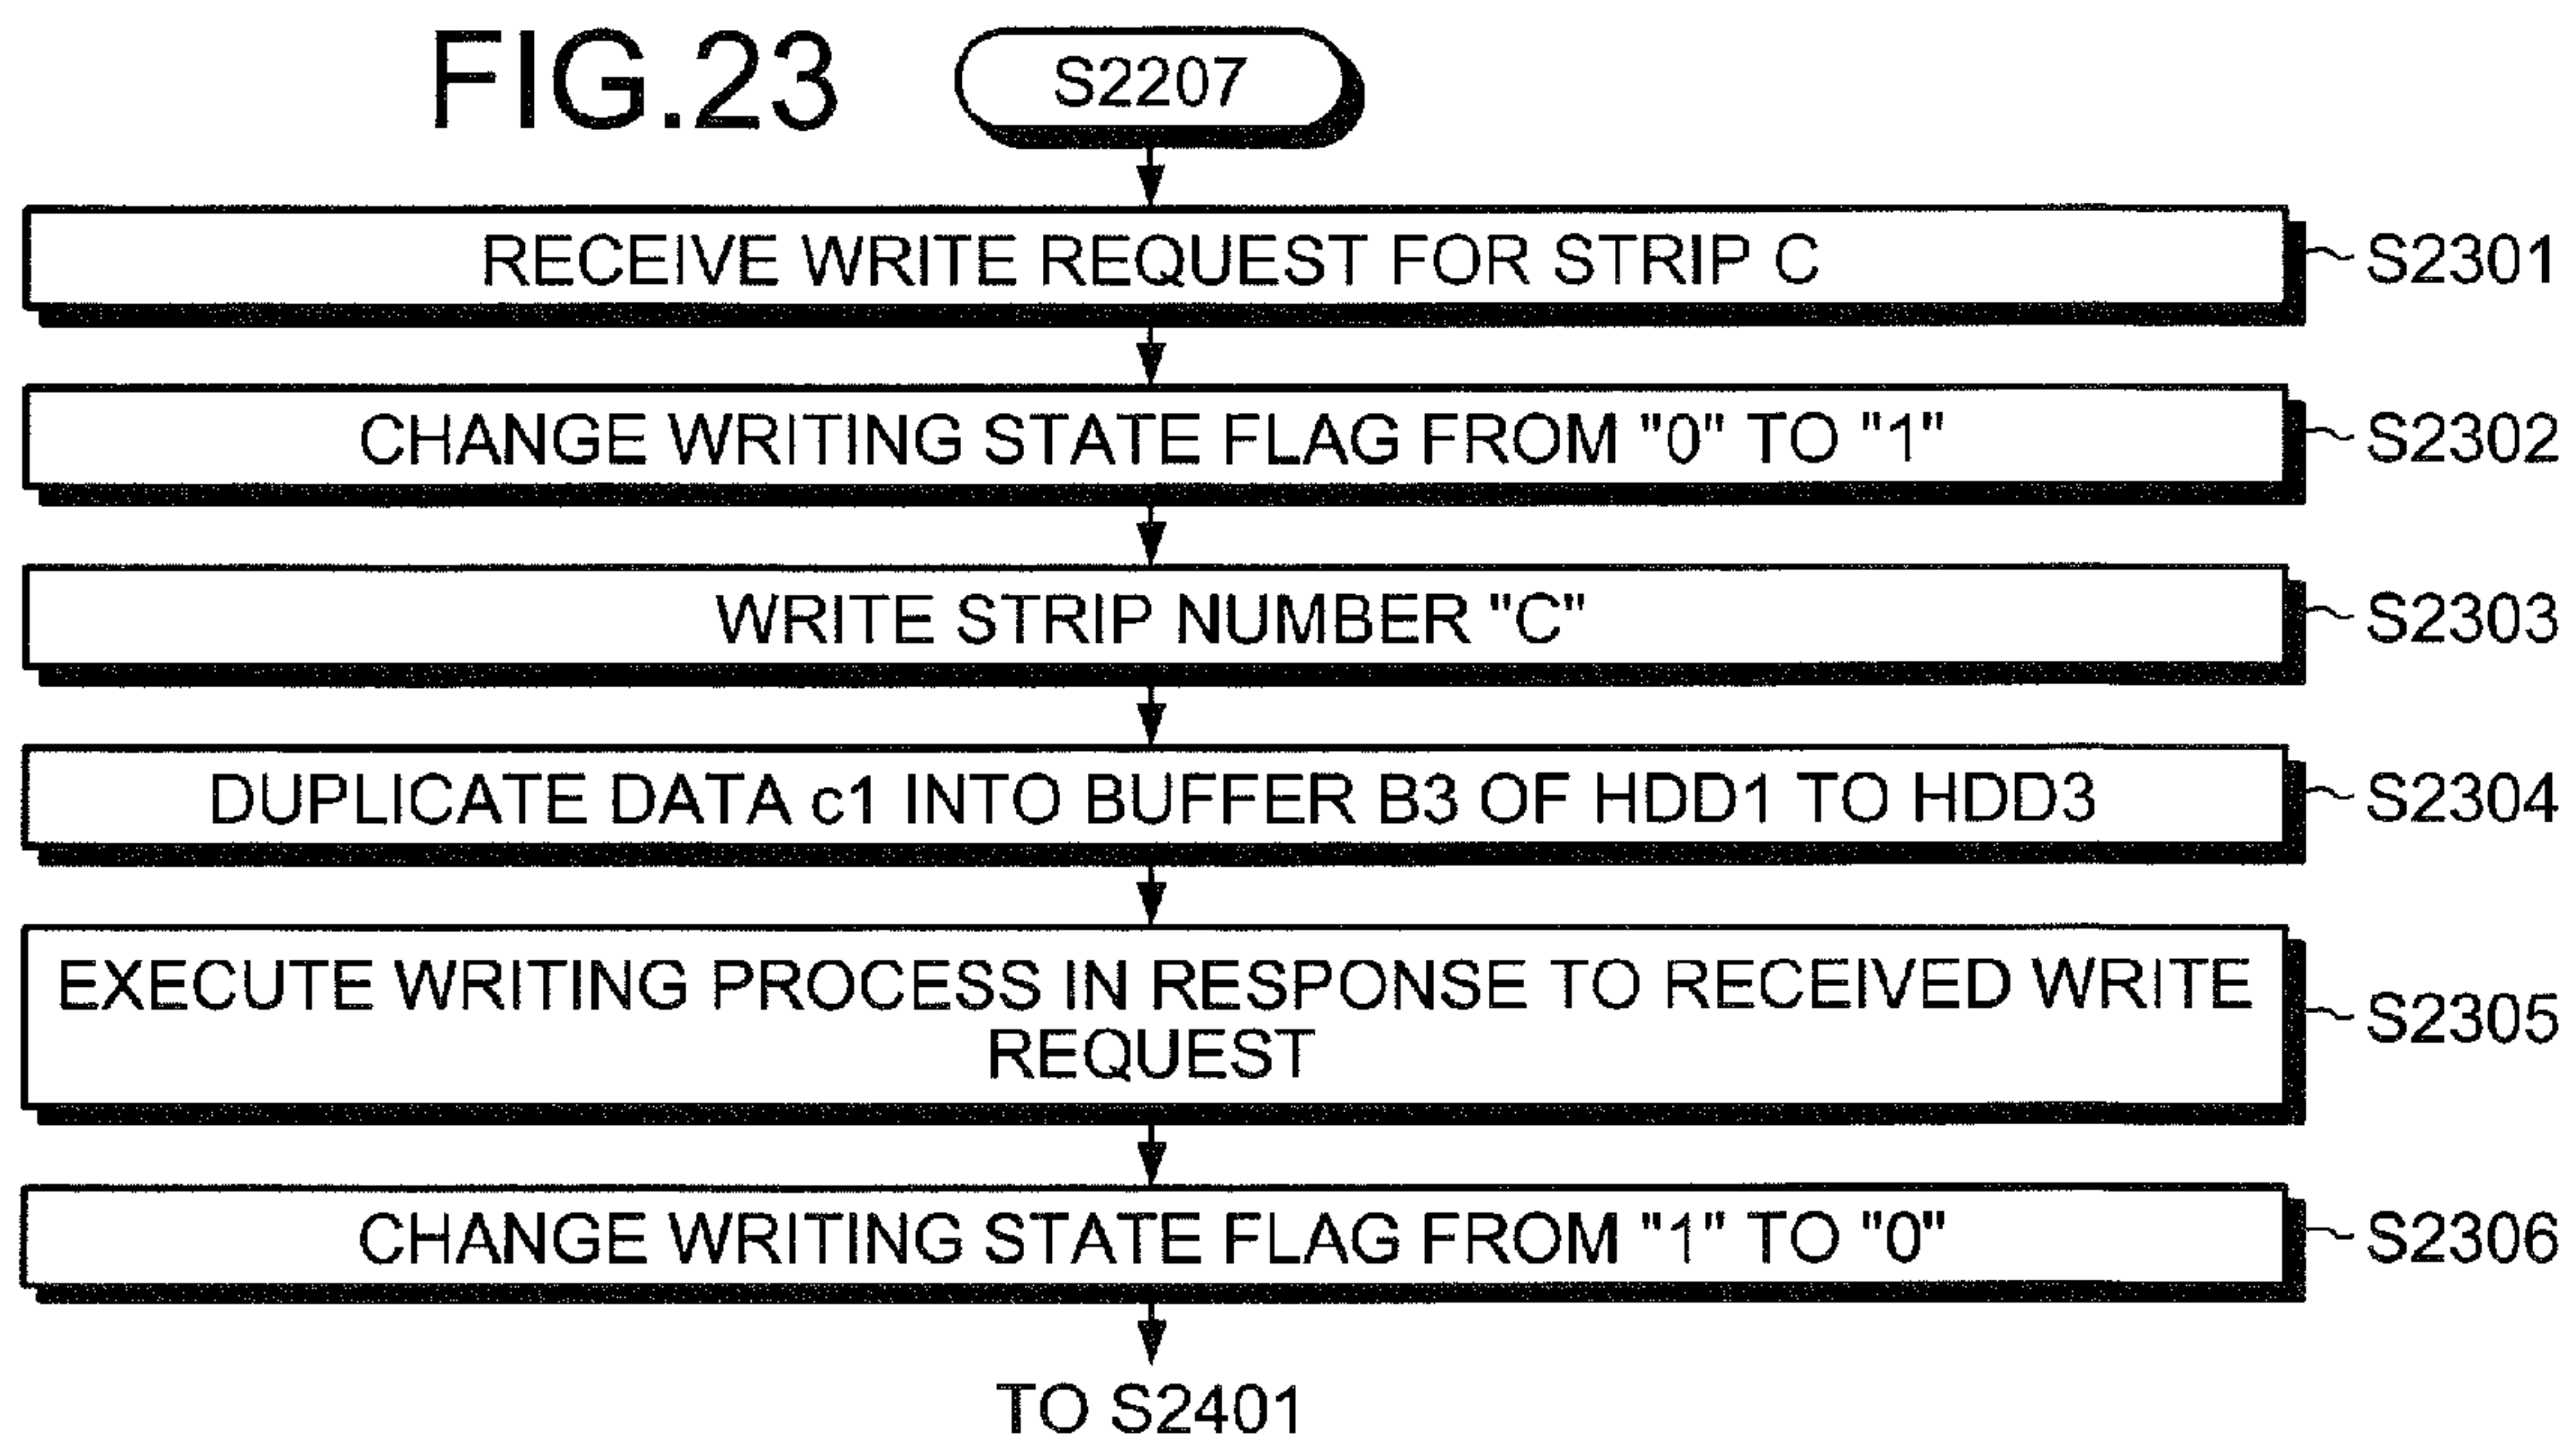 FIG.23
S2207
RECEIVE WRITE REQUEST FOR STRIP C
S2301
CHANGE WRITING STATE FLAG FROM "0" TO "1"
S2302
WRITE STRIP NUMBER "C"
S2303
DUPLICATE DATA c1 INTO BUFFER B3 OF HDD1 TO HDD3
S2304
EXECUTE WRITING PROCESS IN RESPONSE TO RECEIVED WRITE
REQUEST
S2305
CHANGE WRITING STATE FLAG FROM "1" TO "0"
S2306
TO S2401